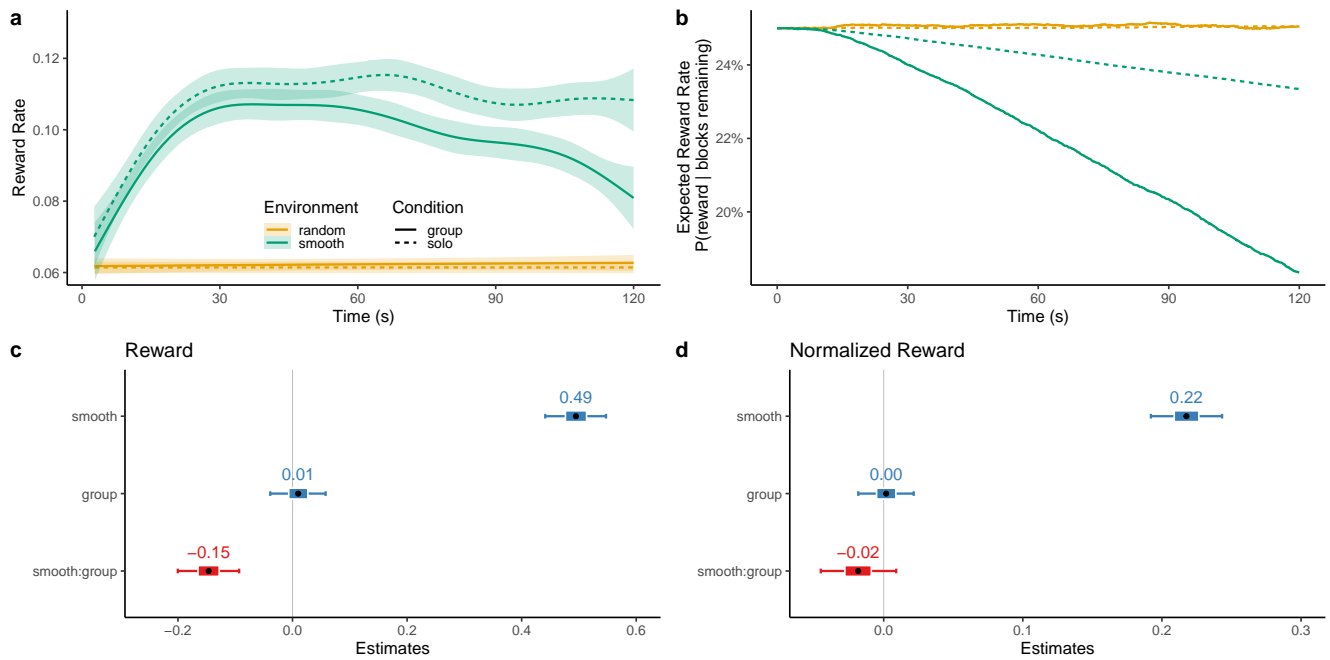 a
Reward Rate
0.12
0.10
0.08
0.06
Environment
random
smooth
Condition
group
solo
0 30 60 90 120
Time (s)
b
Expected Reward Rate
P(reward | blocks remaining)
24%
22%
20%
0 30 60 90 120
Time (s)
c
Reward
smooth
group
smooth:group
0.49
0.01
−0.15
−0.2 0.0 0.2 0.4 0.6
Estimates
d
Normalized Reward
smooth
group
smooth:group
0.22
0.00
−0.02
0.0 0.1 0.2 0.3
Estimates